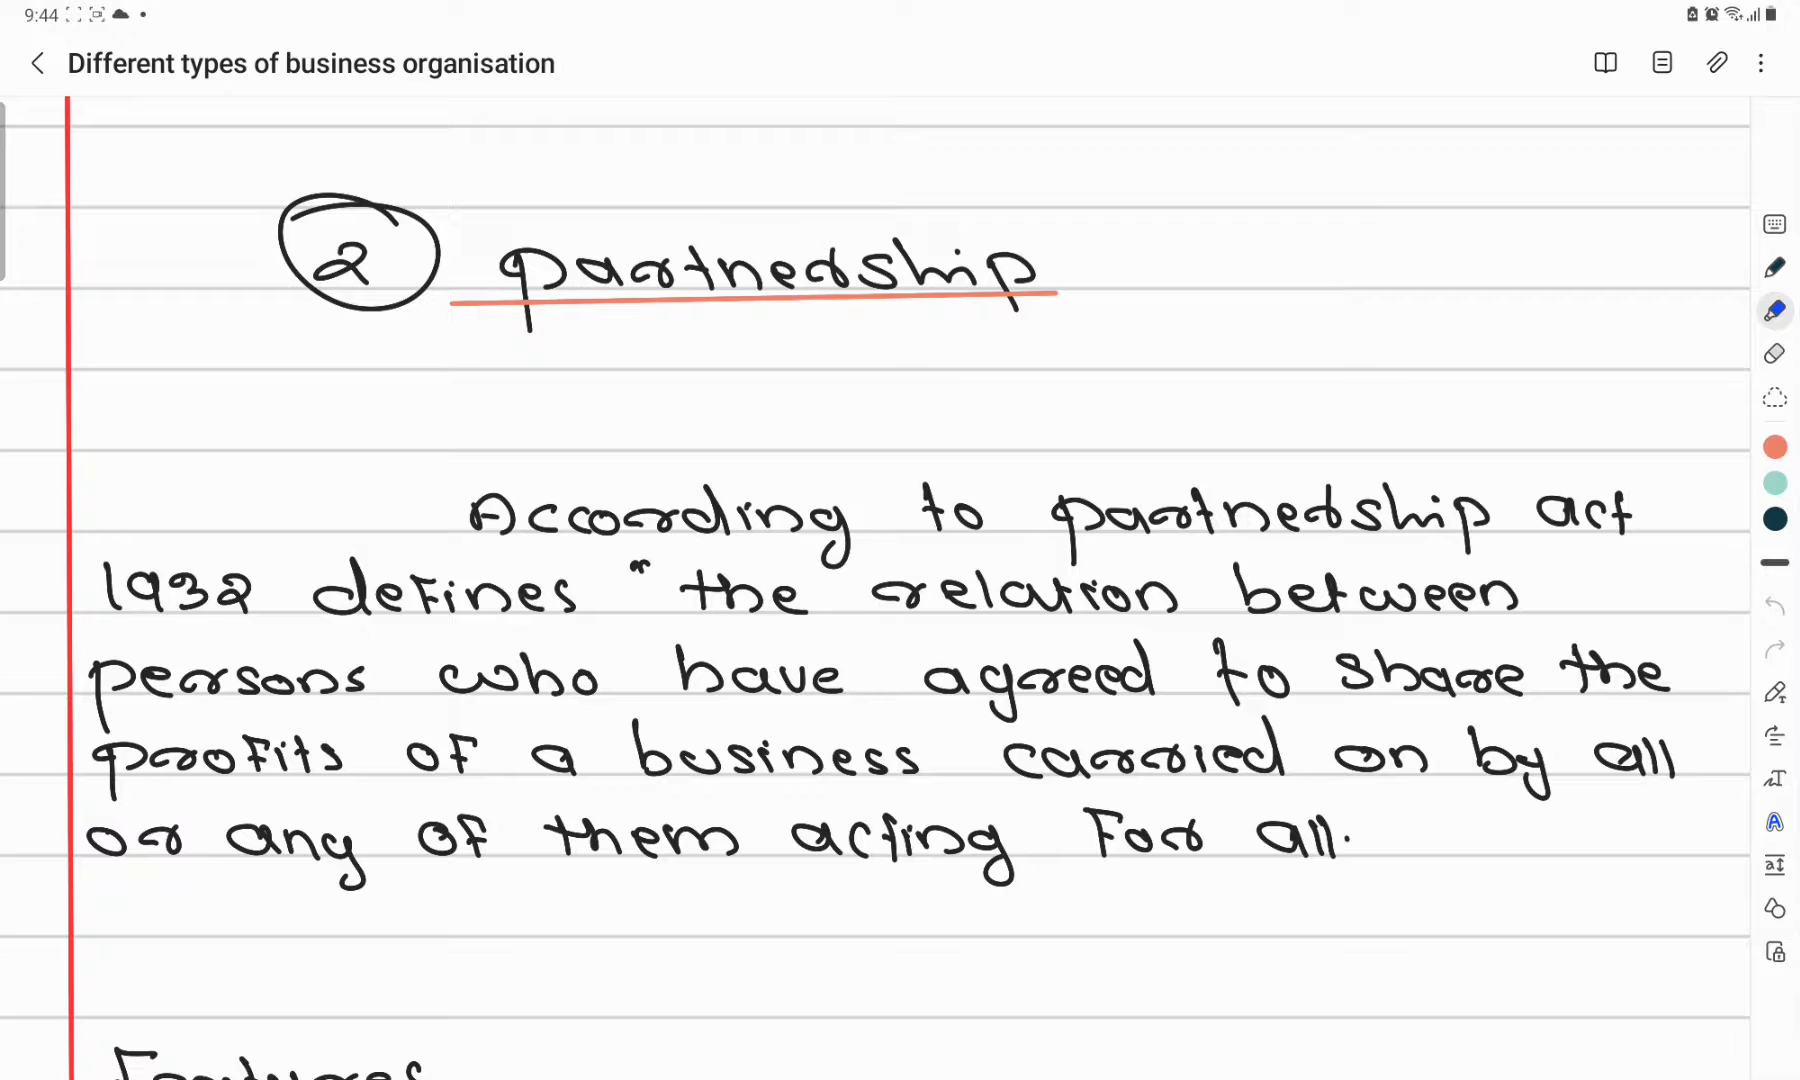 9:44
Different types of business organisation
2 partnership
According to partnership act
1932 defines " the relation between
persons who have agreed to share the
profits of a business carried on by all
or any of them acting for all.
Features